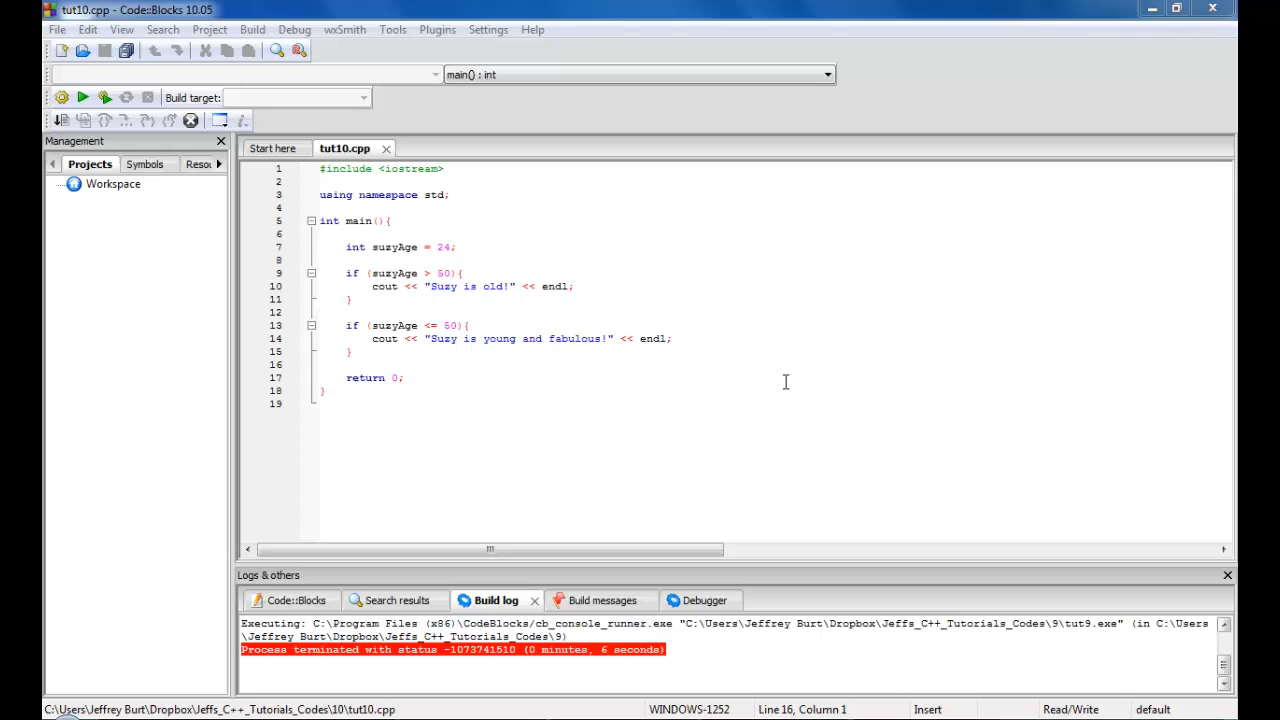 tut10.cpp - Code::Blocks 10.05
File Edit View Search Project Build Debug wxSmith Tools Plugins Settings Help
main() : int
Build target:
Management
Projects Symbols Resou
Workspace
Start here tut10.cpp
1 #include <iostream>
2
3 using namespace std;
4
5 int main(){
6
7 int suzyAge = 24;
8
9 if (suzyAge > 50){
10 cout << "Suzy is old!" << endl;
11 }
12
13 if (suzyAge <= 50){
14 cout << "Suzy is young and fabulous!" << endl;
15 }
16
17 return 0;
18 }
19
Logs & others
Code::Blocks Search results Build log Build messages Debugger
Executing: C:\Program Files (x86)\CodeBlocks/cb_console_runner.exe "C:\Users\Jeffrey Burt\Dropbox\Jeffs_C++_Tutorials_Codes\9\tut9.exe" (in C:\Users
\Jeffrey Burt\Dropbox\Jeffs_C++_Tutorials_Codes\9)
Process terminated with status -1073741510 (0 minutes, 6 seconds)
C:\Users\Jeffrey Burt\Dropbox\Jeffs_C++_Tutorials_Codes\10\tut10.cpp WINDOWS-1252 Line 16, Column 1 Insert Read/Write default